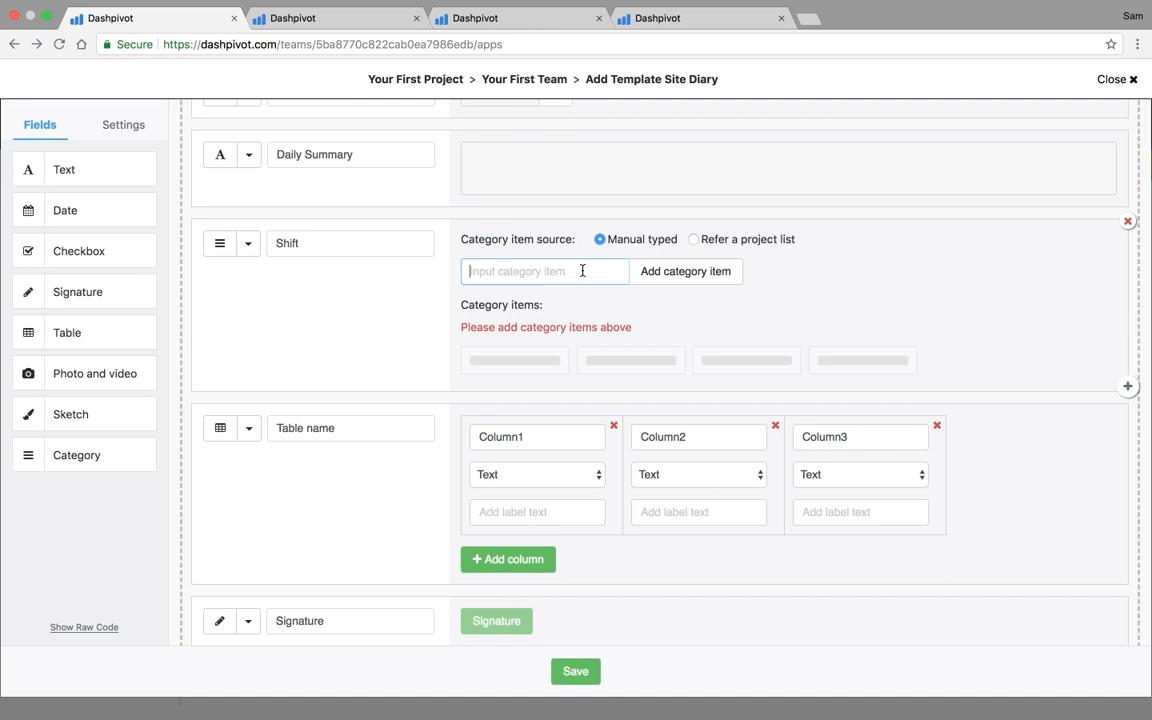 Dashpivot
Dashpivot
Dashpivot
Dashpivot
Sam
Secure
https://dashpivot.com/teams/5ba8770c822cab0ea7986edb/apps
Your First Project > Your First Team > Add Template Site Diary
Close ✖
Fields
Settings
A Text
Date
Checkbox
Signature
Table
Photo and video
Sketch
Category
Show Raw Code
A Daily Summary
Shift
Category item source: Manual typed Refer a project list
Input category item
Add category item
Category items:
Please add category items above
Table name
Column1
Column2
Column3
Text
Text
Text
Add label text
Add label text
Add label text
+ Add column
Signature
Signature
Save